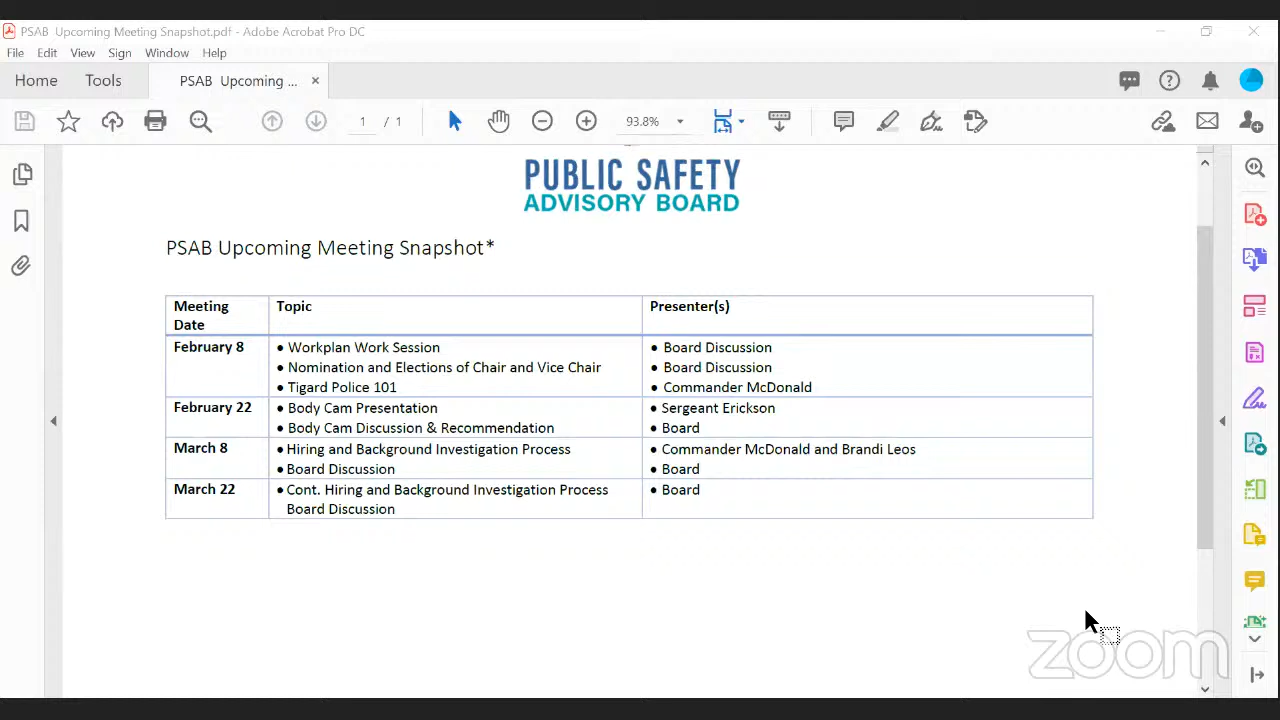 PSAB Upcoming Meeting Snapshot.pdf - Adobe Acrobat Pro DC
File Edit View Sign Window Help
Home Tools PSAB Upcoming ... ×
1 / 1 93.8%
PUBLIC SAFETY
ADVISORY BOARD
PSAB Upcoming Meeting Snapshot*
Meeting Date Topic Presenter(s)
February 8 • Workplan Work Session • Board Discussion
• Nomination and Elections of Chair and Vice Chair • Board Discussion
• Tigard Police 101 • Commander McDonald
February 22 • Body Cam Presentation • Sergeant Erickson
• Body Cam Discussion & Recommendation • Board
March 8 • Hiring and Background Investigation Process • Commander McDonald and Brandi Leos
• Board Discussion • Board
March 22 • Cont. Hiring and Background Investigation Process • Board
Board Discussion
zoom